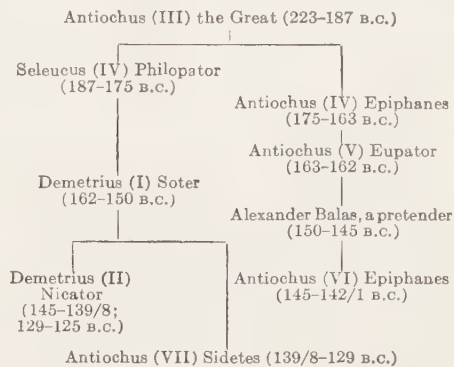 Antiochus (III) the Great (223–187 B.C.)
Seleucus (IV) Philopator
(187–175 B.C.)
Antiochus (IV) Epiphanes
(175–163 B.C.)
Antiochus (V) Eupator
(163–162 B.C.)
Demetrius (I) Soter
(162–150 B.C.)
Alexander Balas, a pretender
(150–145 B.C.)
Demetrius (II)
Nicator
(145–139/8;
129–125 B.C.)
Antiochus (VI) Epiphanes
(145–142/1 B.C.)
Antiochus (VII) Sidetes (139/8–129 B.C.)